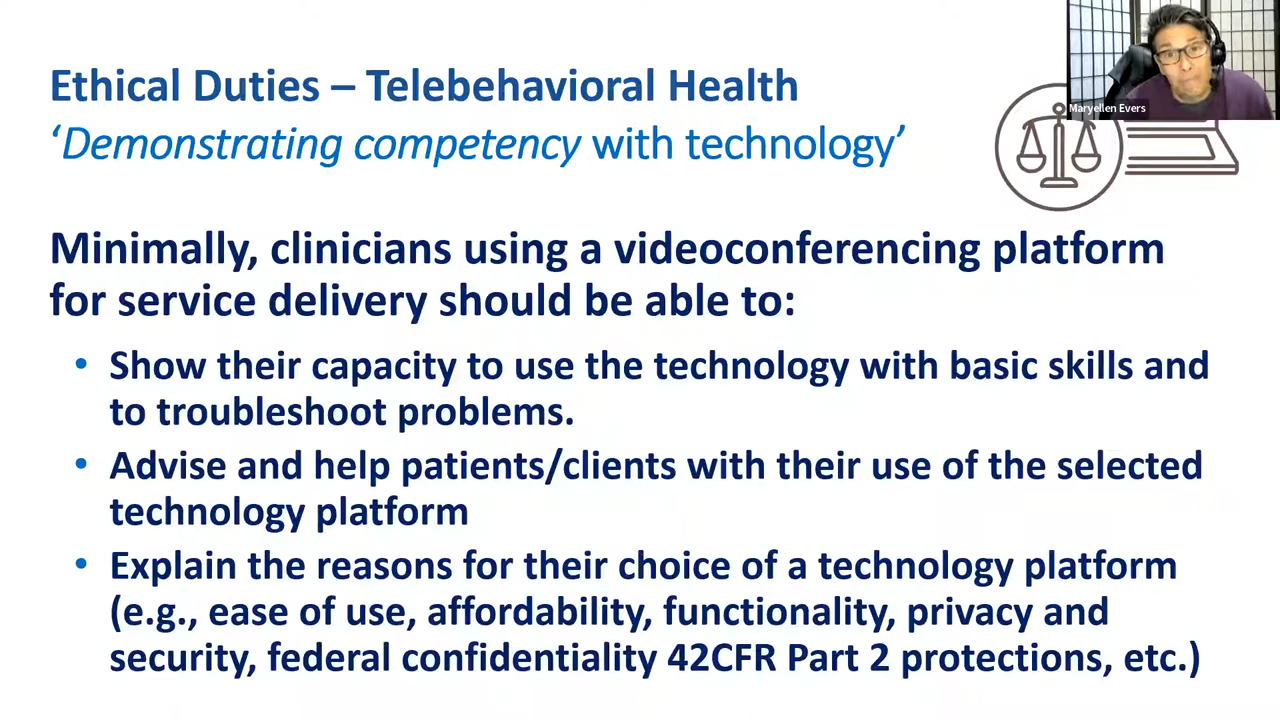 Ethical Duties – Telebehavioral Health
‘Demonstrating competency with technology’
Maryellen Evers
Minimally, clinicians using a videoconferencing platform
for service delivery should be able to:
• Show their capacity to use the technology with basic skills and
to troubleshoot problems.
• Advise and help patients/clients with their use of the selected
technology platform
• Explain the reasons for their choice of a technology platform
(e.g., ease of use, affordability, functionality, privacy and
security, federal confidentiality 42CFR Part 2 protections, etc.)